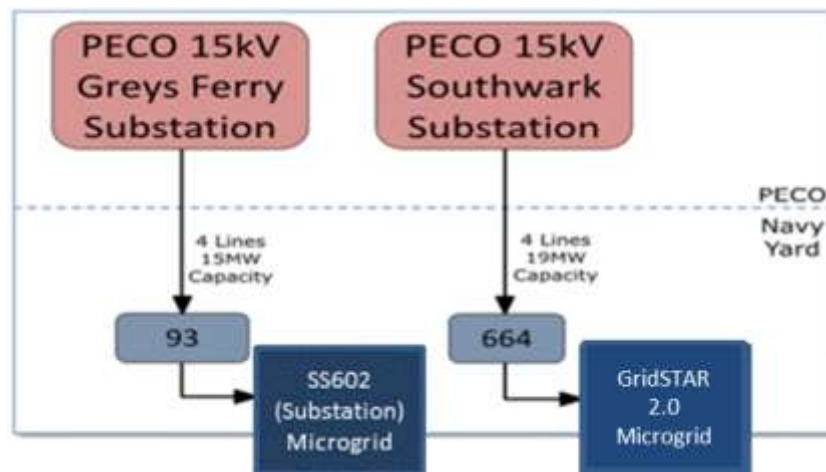 PECO 15kV
Greys Ferry
Substation
PECO 15kV
Southwark
Substation
PECO
Navy
Yard
4 Lines
15MW
Capacity
4 Lines
19MW
Capacity
93
664
SS602
(Substation)
Microgrid
GridSTAR
2.0
Microgrid